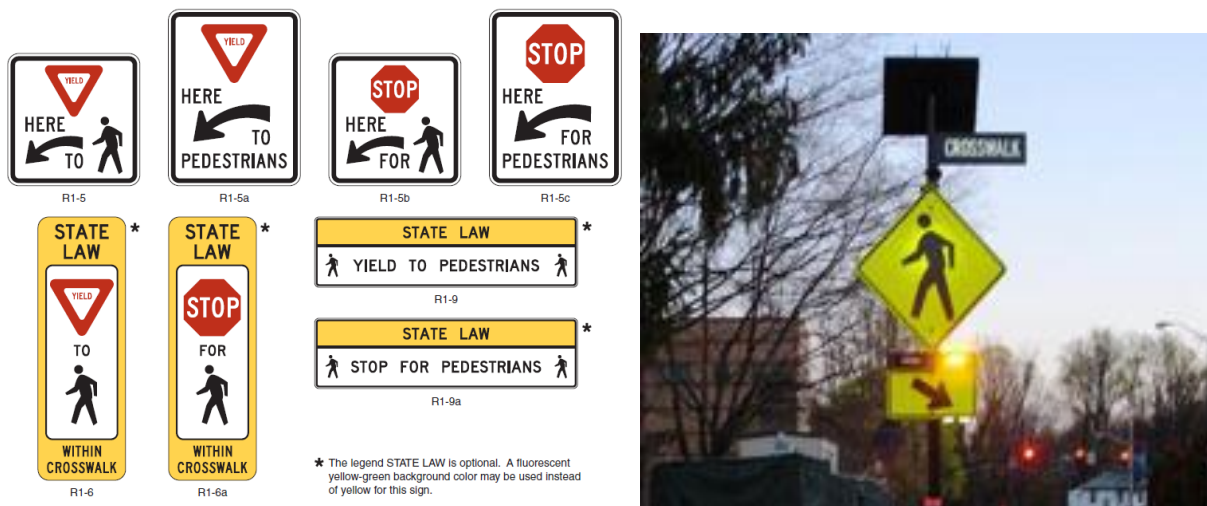 YIELD
HERE
TO
R1-5
YIELD
HERE
TO
PEDESTRIANS
R1-5a
STOP
HERE
FOR
R1-5b
STOP
HERE
FOR
PEDESTRIANS
R1-5c
STATE
LAW
*
YIELD
TO
WITHIN
CROSSWALK
R1-6
STATE
LAW
*
STOP
FOR
WITHIN
CROSSWALK
R1-6a
STATE LAW
*
YIELD TO PEDESTRIANS
R1-9
STATE LAW
*
STOP FOR PEDESTRIANS
R1-9a
* The legend STATE LAW is optional. A fluorescent
yellow-green background color may be used instead
of yellow for this sign.
CROSSWALK